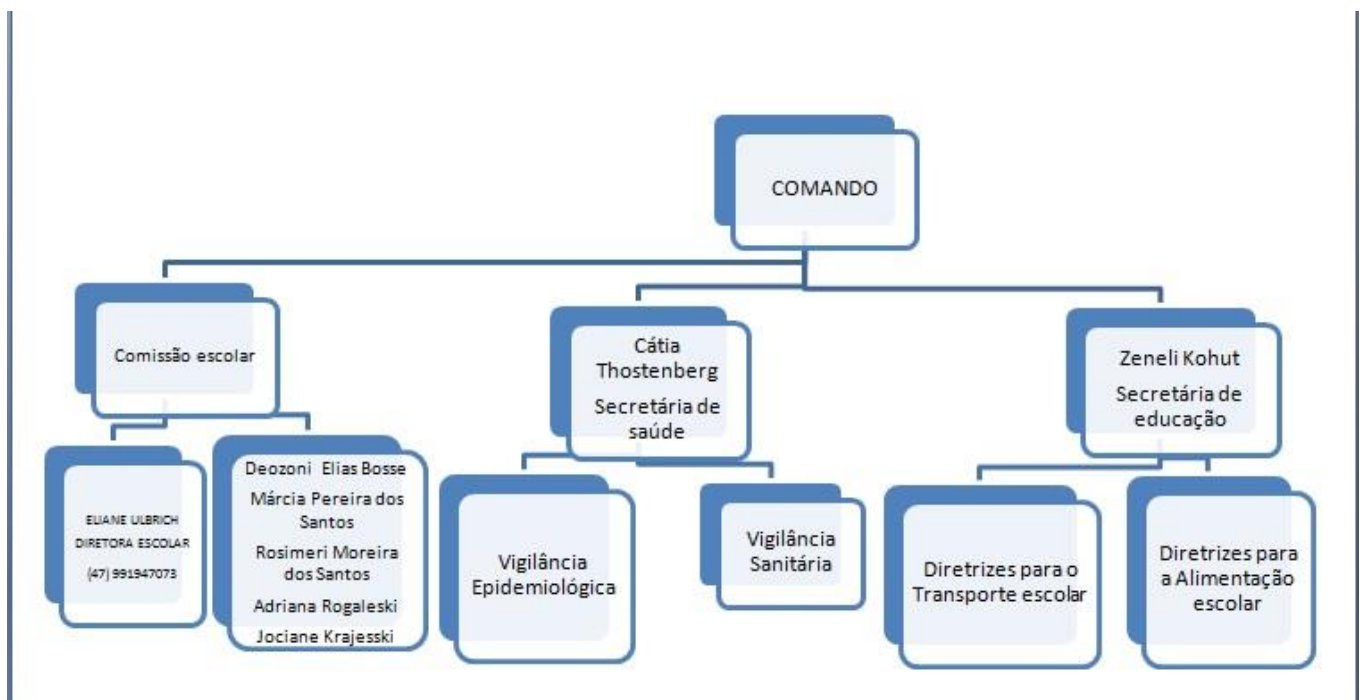 COMANDO
Comissão escolar
Cátia
Thostenberg
Secretária de
saúde
Zeneli Kohut
Secretária de
educação
ELIANE ULBRICH
DIRETORA ESCOLAR
(47) 991947073
Deozoni Elias Bosse
Márcia Pereira dos
Santos
Rosimeri Moreira
dos Santos
Adriana Rogaleski
Jociane Krajesski
Vigilância
Epidemiológica
Vigilância
Sanitária
Diretrizes para o
Transporte escolar
Diretrizes para
a Alimentação
escolar